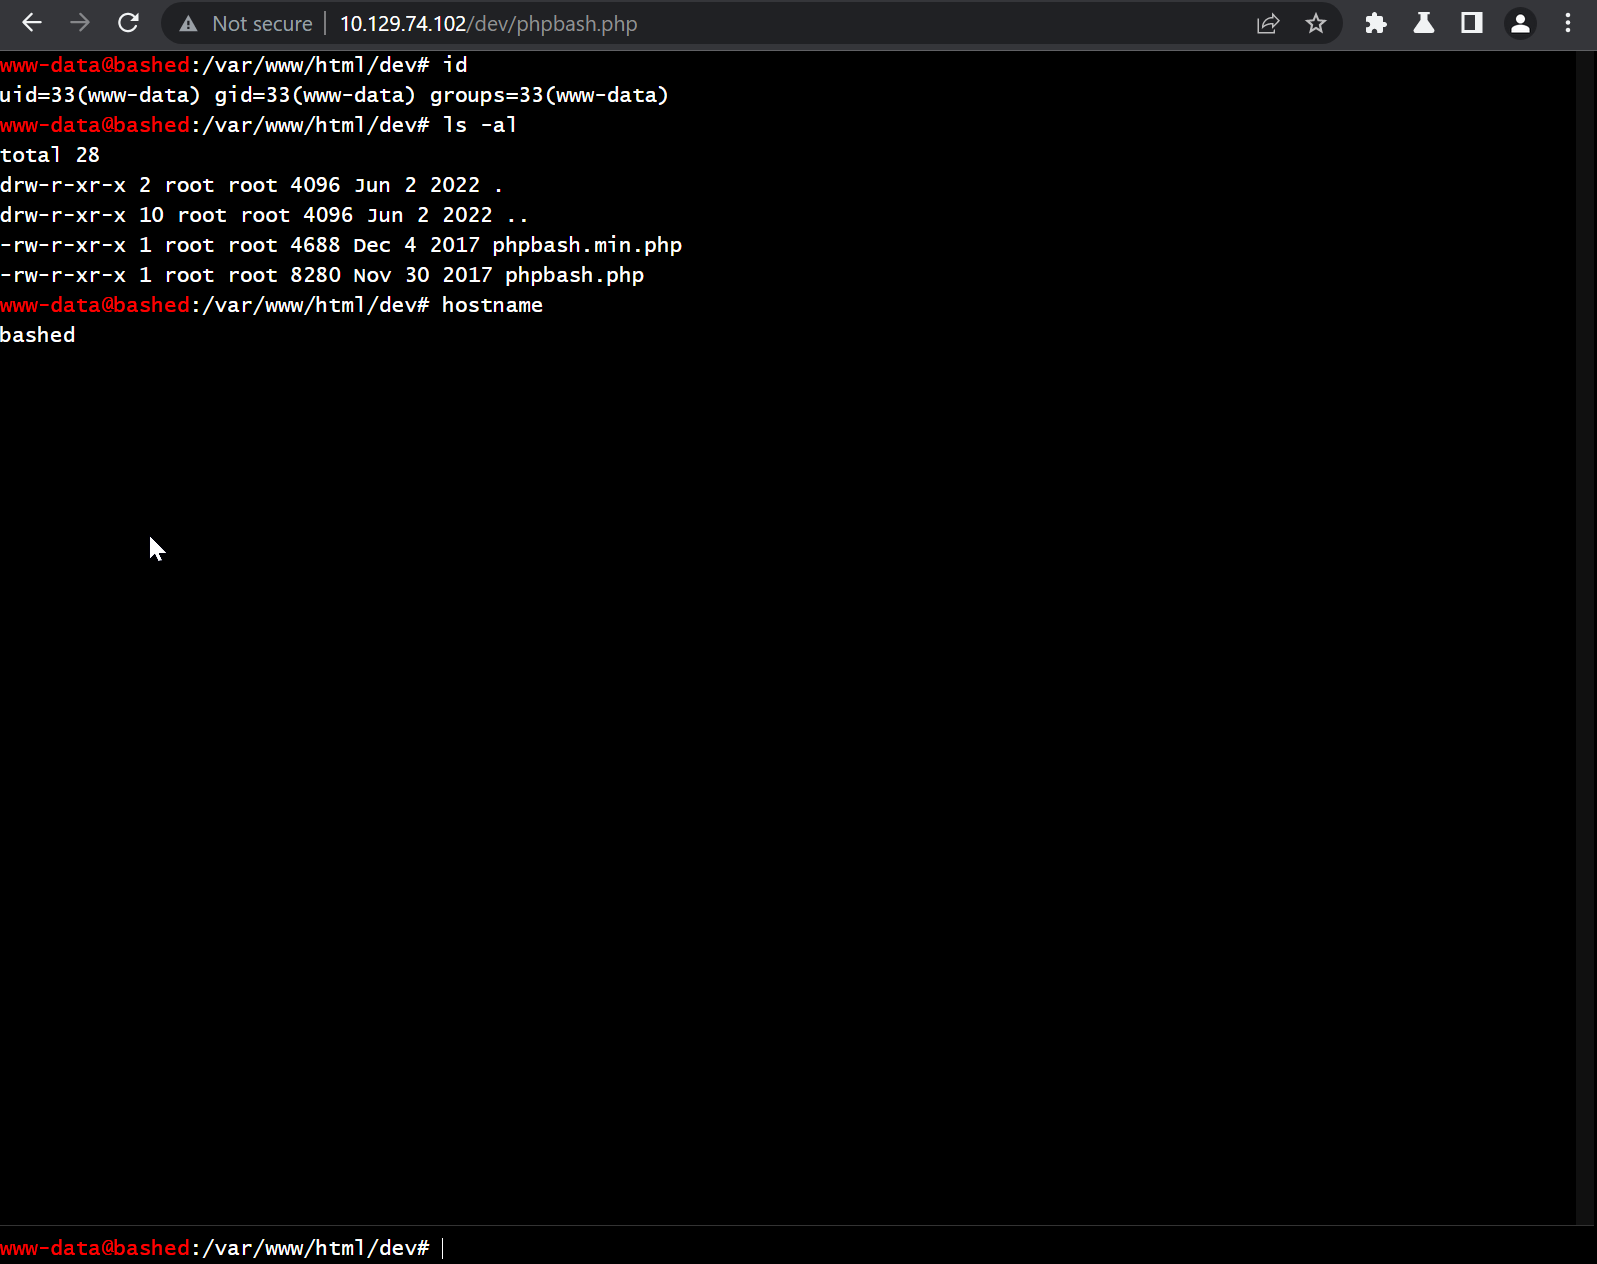 Not secure | 10.129.74.102/dev/phpbash.php
www-data@bashed:/var/www/html/dev# id
uid=33(www-data) gid=33(www-data) groups=33(www-data)
www-data@bashed:/var/www/html/dev# ls -al
total 28
drw-r-xr-x 2 root root 4096 Jun 2 2022 .
drw-r-xr-x 10 root root 4096 Jun 2 2022 ..
-rw-r-xr-x 1 root root 4688 Dec 4 2017 phpbash.min.php
-rw-r-xr-x 1 root root 8280 Nov 30 2017 phpbash.php
www-data@bashed:/var/www/html/dev# hostname
bashed
www-data@bashed:/var/www/html/dev#